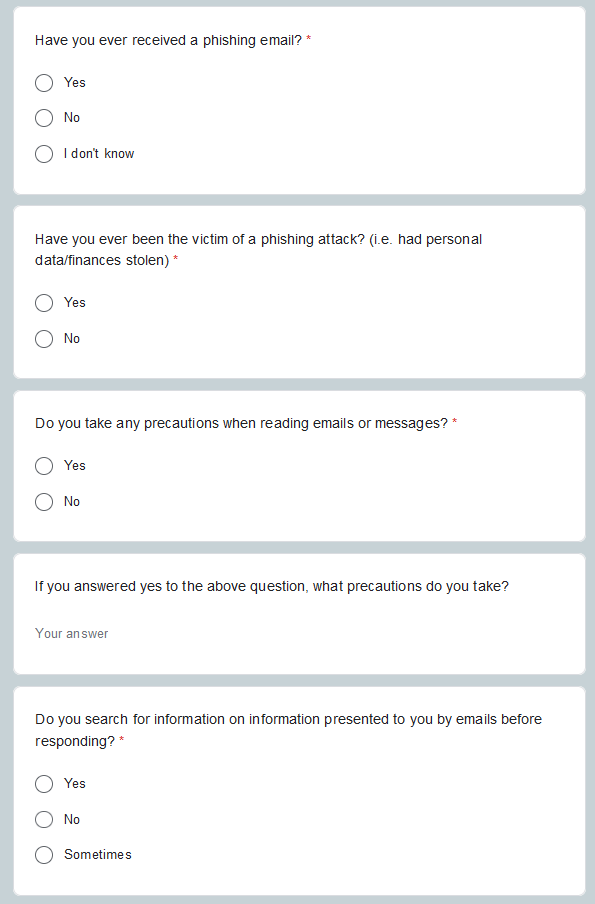 Have you ever received a phishing email? *
Yes
No
I don't know
Have you ever been the victim of a phishing attack? (i.e. had personal
data/finances stolen) *
Yes
No
Do you take any precautions when reading emails or messages? *
Yes
No
If you answered yes to the above question, what precautions do you take?
Your answer
Do you search for information on information presented to you by emails before
responding? *
Yes
No
Sometimes